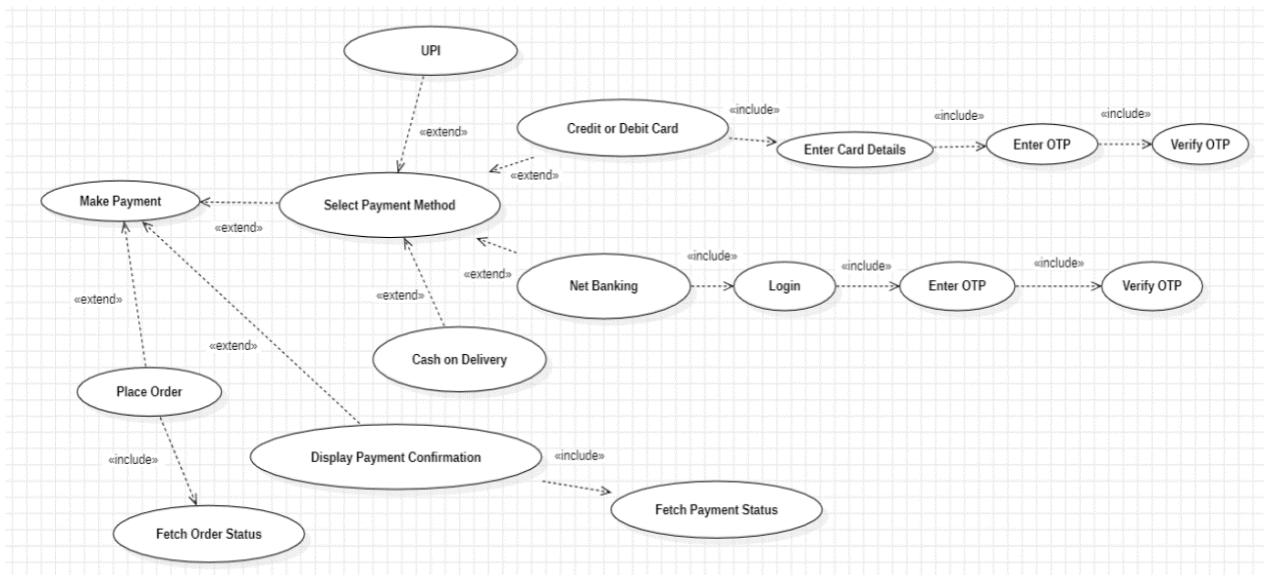 UPI
«extend»
Credit or Debit Card
«include»
Enter Card Details
«include»
Enter OTP
«include»
Verify OTP
«extend»
Make Payment
«extend»
Select Payment Method
«extend»
Net Banking
«include»
Login
«include»
Enter OTP
«include»
Verify OTP
«extend»
Cash on Delivery
«extend»
«extend»
Place Order
Display Payment Confirmation
«include»
Fetch Payment Status
«include»
Fetch Order Status